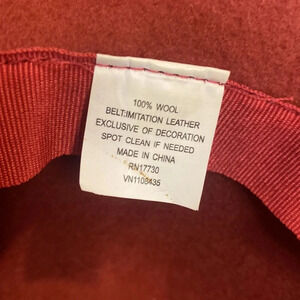 100% WOOL
BELT:IMITATION LEATHER
EXCLUSIVE OF DECORATION
SPOT CLEAN IF NEEDED
MADE IN CHINA
RN17730
VN1108435